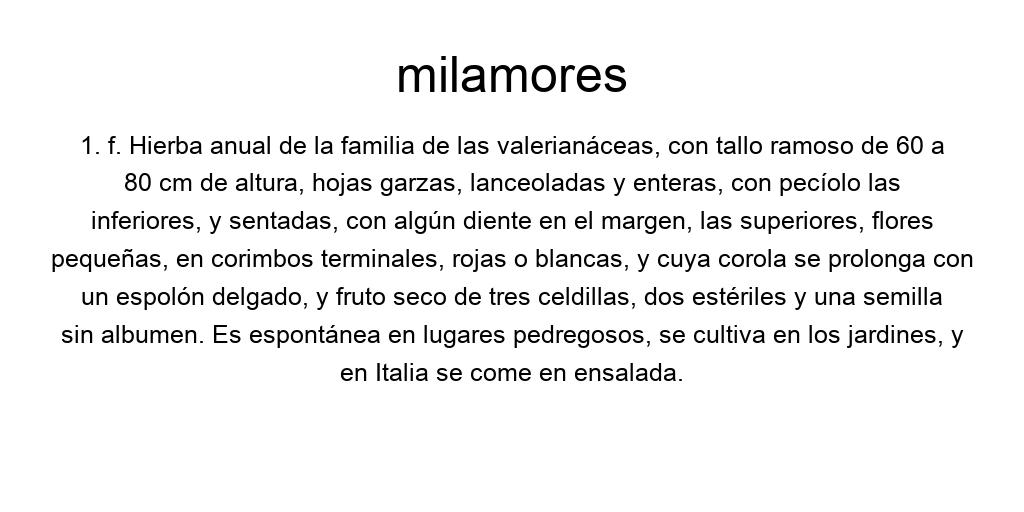 milamores
1. f. Hierba anual de la familia de las valerianáceas, con tallo ramoso de 60 a
80 cm de altura, hojas garzas, lanceoladas y enteras, con pecíolo las
inferiores, y sentadas, con algún diente en el margen, las superiores, flores
pequeñas, en corimbos terminales, rojas o blancas, y cuya corola se prolonga con
un espolón delgado, y fruto seco de tres celdillas, dos estériles y una semilla
sin albumen. Es espontánea en lugares pedregosos, se cultiva en los jardines, y
en Italia se come en ensalada.